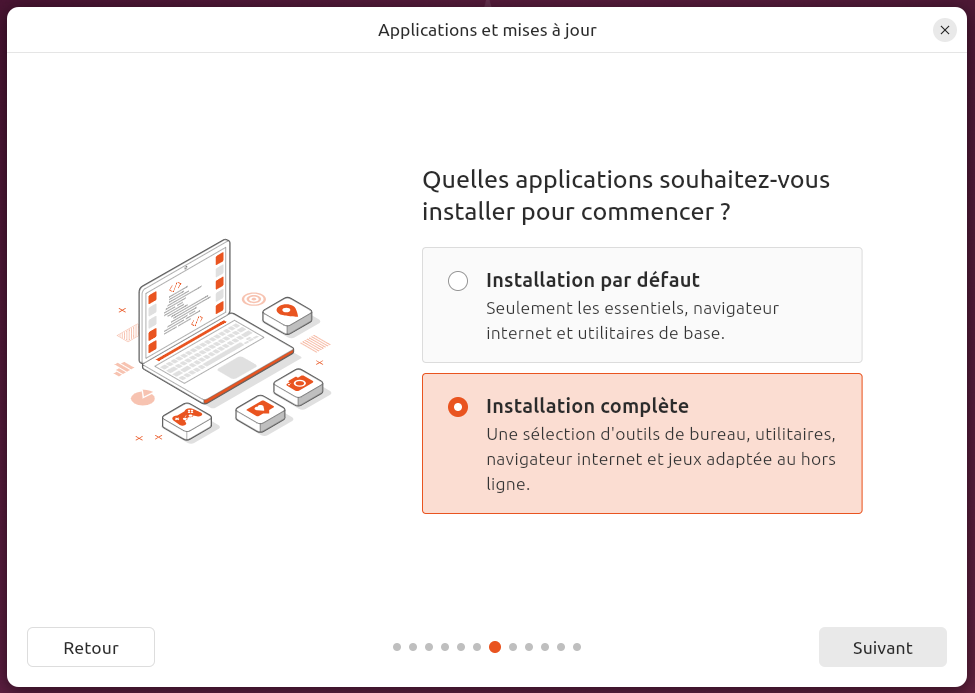 Applications et mises à jour
Quelles applications souhaitez-vous
installer pour commencer ?
Installation par défaut
Seulement les essentiels, navigateur
internet et utilitaires de base.
Installation complète
Une sélection d'outils de bureau, utilitaires,
navigateur internet et jeux adaptée au hors
ligne.
Retour
Suivant